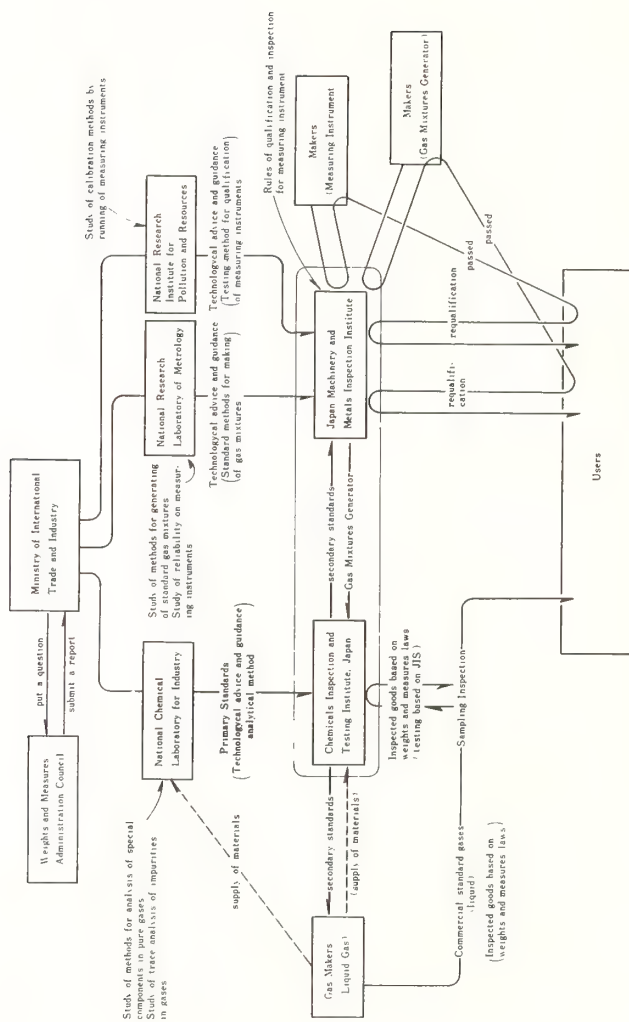 Ministry of International
Trade and Industry
put a question
submit a report
Weights and Measures
Administration Council
Study of calibration methods by
running of measuring instruments
National Chemical
Laboratory for Industry
National Research
Laboratory of Metrology
National Research
Institute for
Pollution and Resources
Study of methods for analysis of special
components in pure gases
Study of trace analysis of impurities
in gases
Study of methods for generating
of standard gas mixtures
Study of reliability on measur-
ing instruments
Primary Standards
(Technologycal advice and guidance)
analytical method
Technologycal advice and guidance
(Standard methods for making)
of gas mixtures
Technologycal advice and guidance
(Testing method for qualification)
of measuring instruments
supply of materials
Rules of qualification and inspection
for measuring instrument
Gas Makers
Liquid Gas)
secondary standards
(supply of materials)
Chemicals Inspection and
Testing Institute, Japan
secondary standards
Gas Mixtures Generator
Japan Machinery and
Metals Inspection Institute
Makers
(Measuring Instrument
Makers
(Gas Mixtures Generator)
Inspected goods based on
weights and measures laws
(testing based on JIS)
Commercial standard gases
(liquid)
(Inspected goods based on
weights and measures laws)
Sampling Inspection
requalifi-
cation
requalification
passed
passed
Users